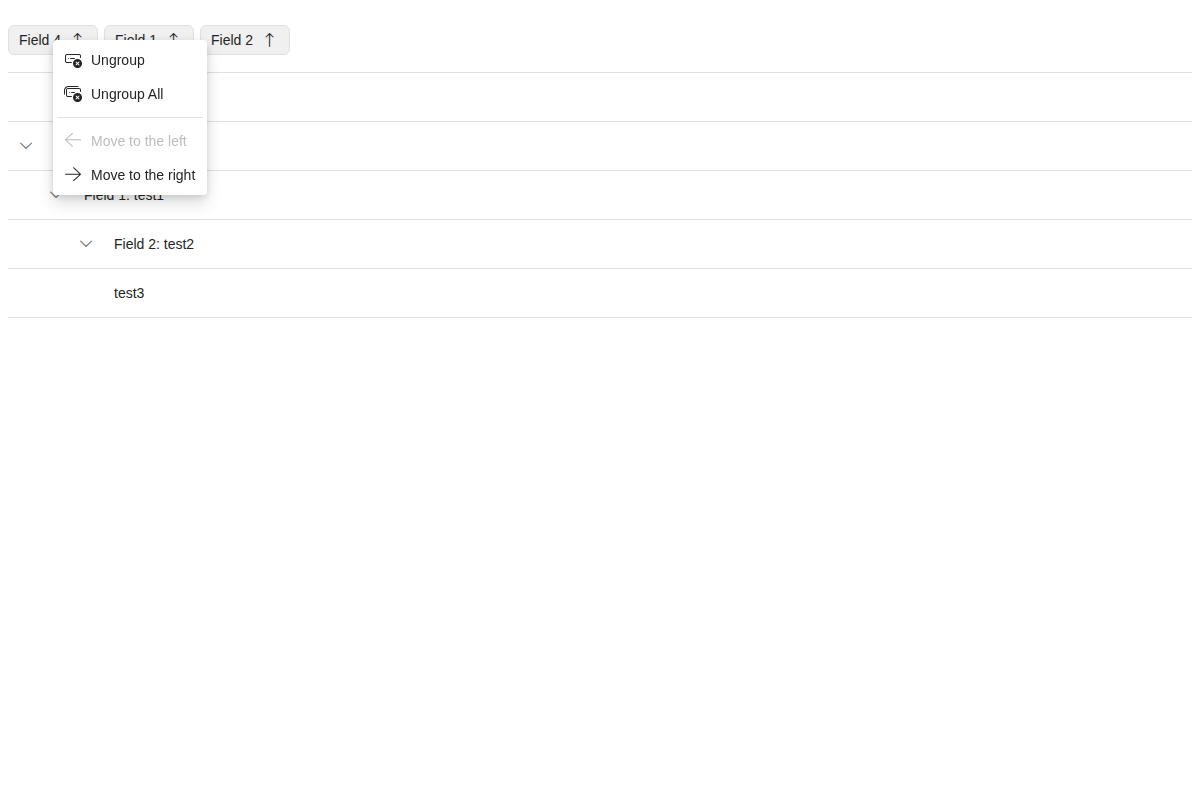 Field 4 Field 1 Field 2
Ungroup
Ungroup All
Move to the left
Move to the right
Field 1: test1
Field 2: test2
test3